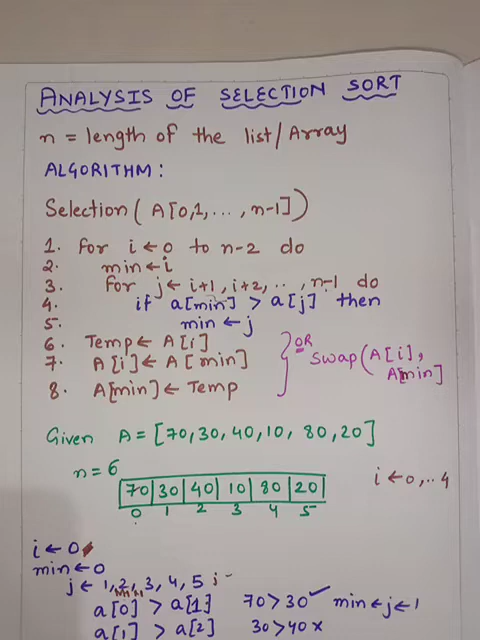 ANALYSIS OF SELECTION SORT
n = length of the list/Array
ALGORITHM:
Selection(A[0,1,...,n-1])
1. For i ← 0 to n-2 do
2. min ← i
3. For j ← i+1, i+2, .., n-1 do
4. if a[min] > a[j] then
5. min ← j
6. Temp ← A[i]
7. A[i] ← A[min]
8. A[min] ← Temp
OR
Swap(A[i],
A[min]
Given A = [70,30,40,10,80,20]
n = 6
70 30 40 10 80 20
0 1 2 3 4 5
i ← 0,..4
i ← 0
min ← 0
j ← 1, 2, 3, 4, 5
a[0] > a[1] 70 > 30 ✓ min ← j ← 1
a[1] > a[2] 30 > 40 x